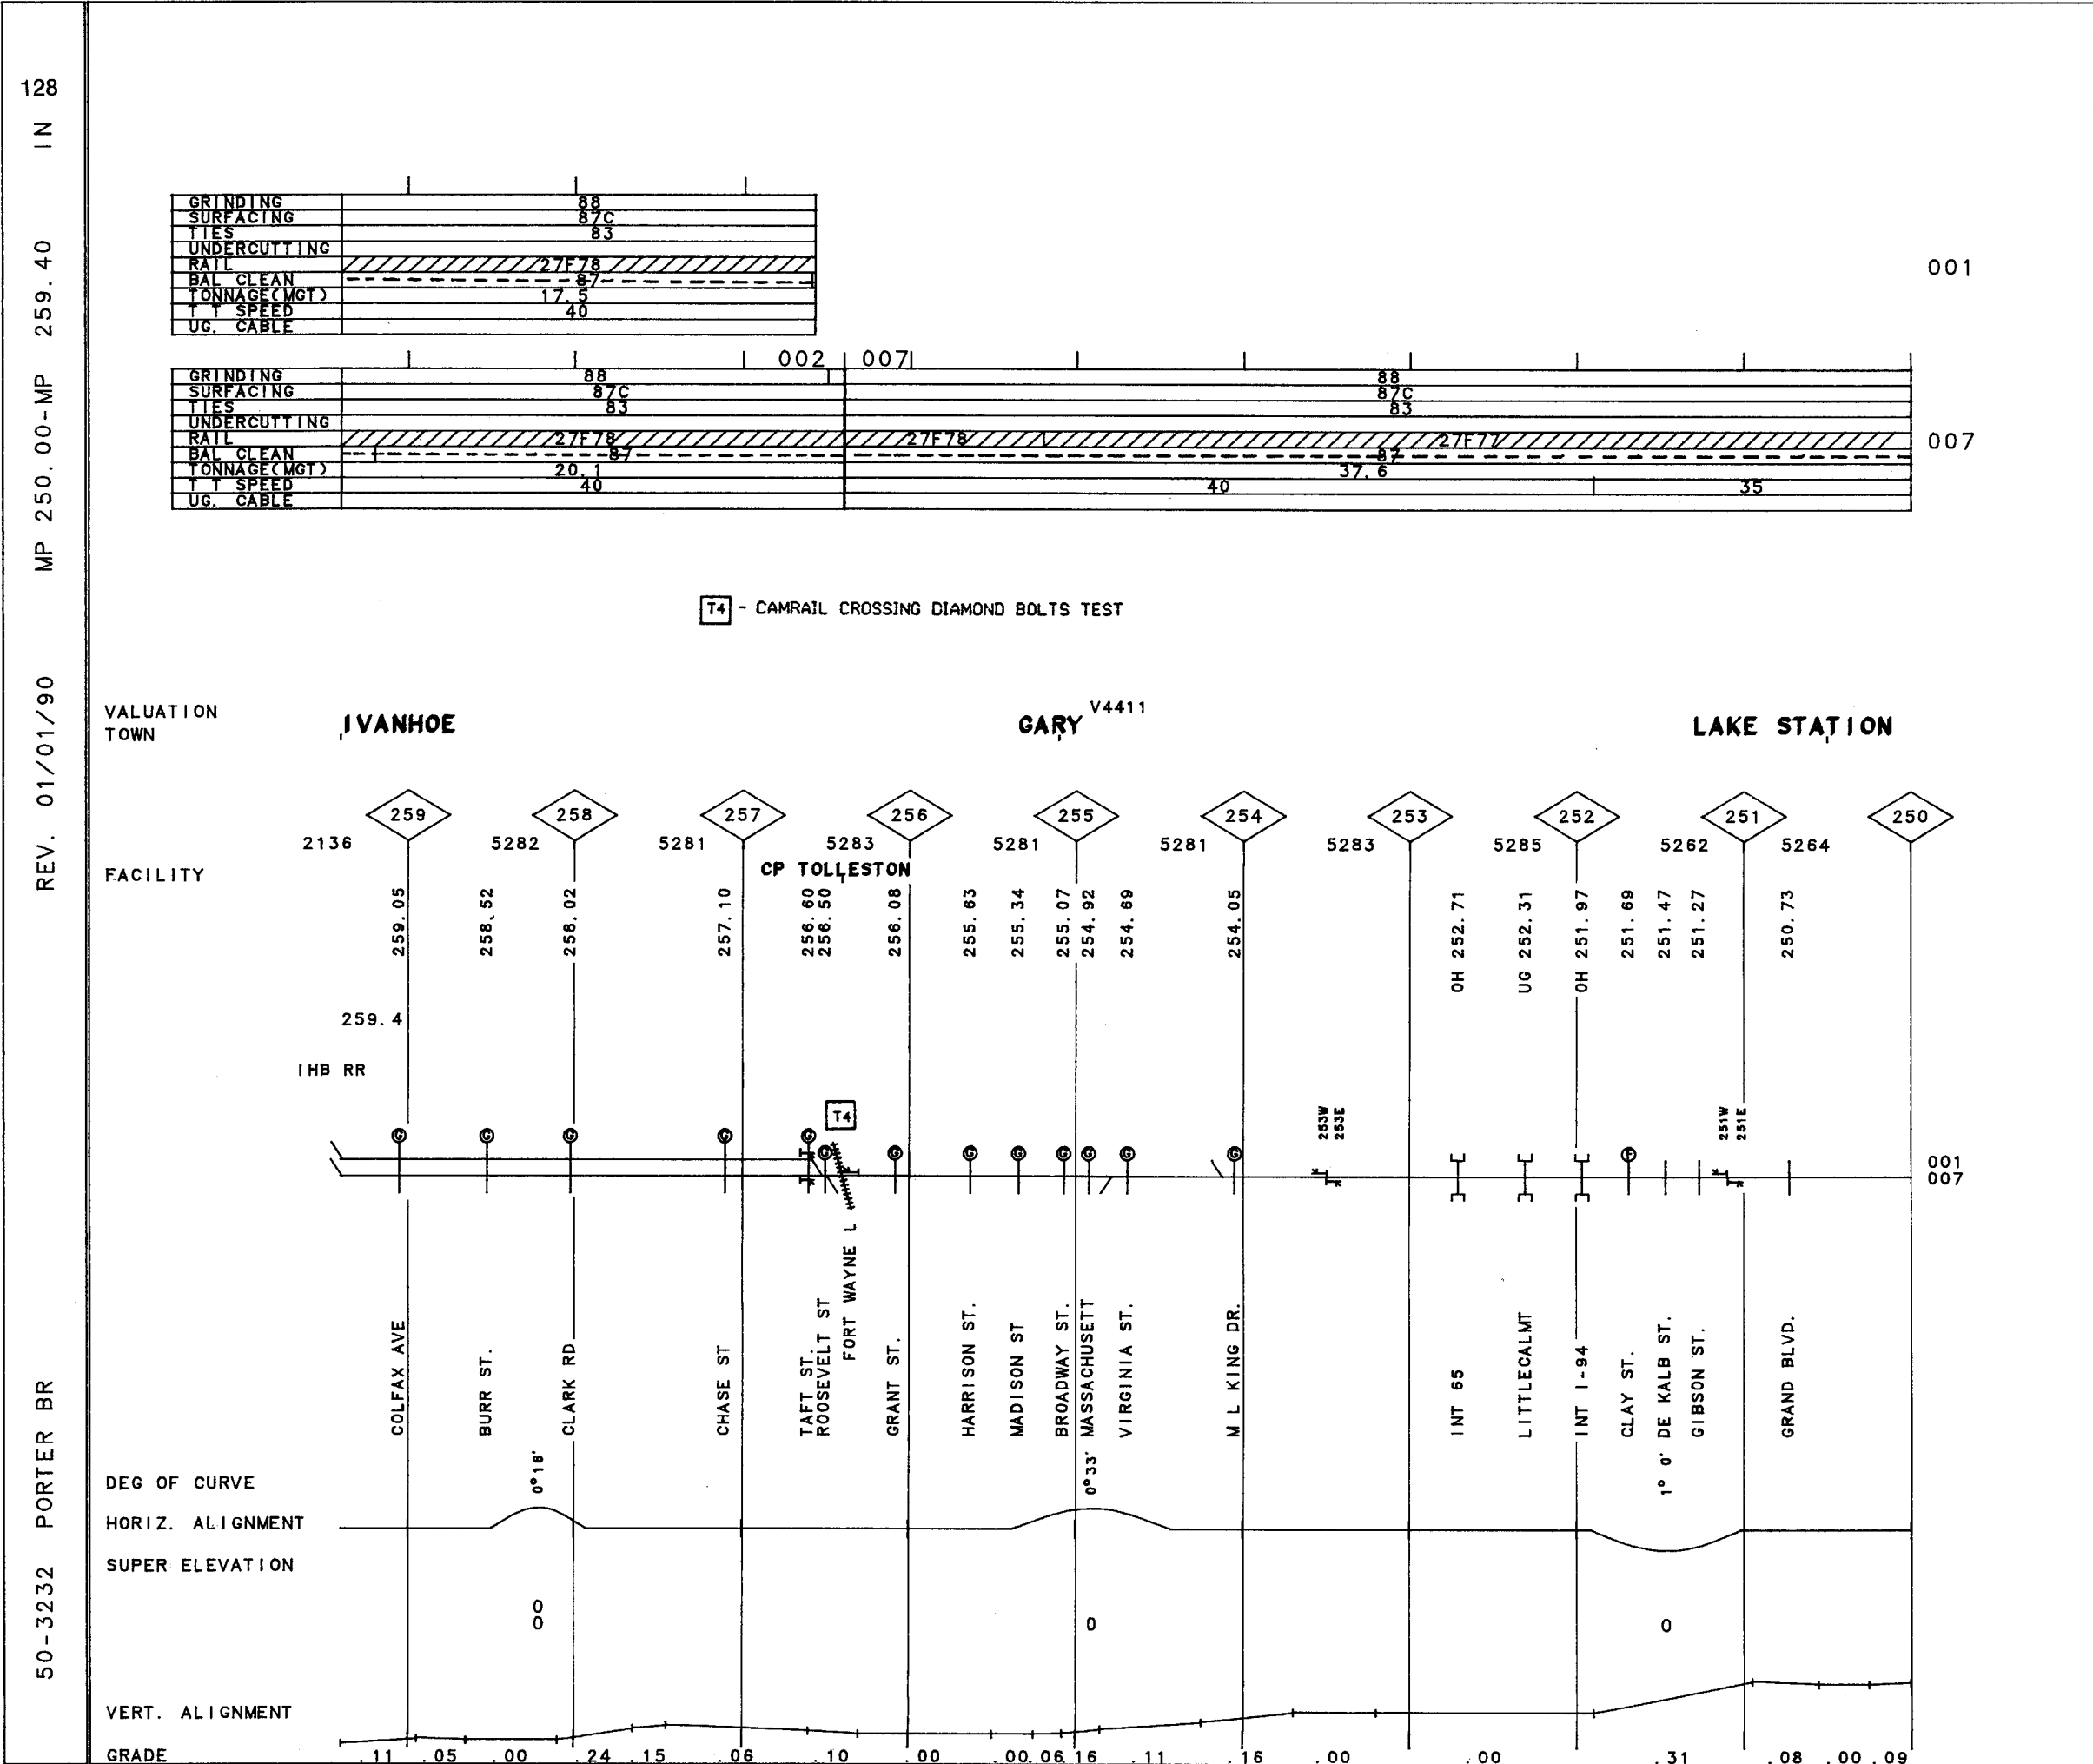 128
IN
MP 250.00-MP 259.40
REV. 01/01/90
50-3232 PORTER BR
GRINDING 88
SURFACING 87C
TIES 83
UNDERCUTTING
RAIL 27F78
BAL CLEAN 87
TONNAGE(MGT) 17.5
T T SPEED 40
UG. CABLE
001
002 007
GRINDING 88 88
SURFACING 87C 87C
TIES 83 83
UNDERCUTTING
RAIL 27F78 27F78 27F77
BAL CLEAN 87 87
TONNAGE(MGT) 20.1 37.6
T T SPEED 40 40 35
UG. CABLE
007
T4 - CAMRAIL CROSSING DIAMOND BOLTS TEST
VALUATION V4411
TOWN IVANHOE GARY LAKE STATION
259 258 257 256 255 254 253 252 251 250
2136 5282 5281 5283 5281 5281 5283 5285 5262 5264
FACILITY CP TOLLESTON
259.05 258.52 258.02 257.10 256.60 256.50 256.08 255.63 255.34 255.07 254.92 254.69 254.05 OH 252.71 UG 252.31 OH 251.97 251.69 251.47 251.27 250.73
259.4
IHB RR
T4
253W 253E 251W 251E
G G G G G G G G G G G G G F
001
007
COLFAX AVE
BURR ST.
CLARK RD
CHASE ST
TAFT ST.
ROOSEVELT ST
FORT WAYNE L
GRANT ST.
HARRISON ST.
MADISON ST
BROADWAY ST.
MASSACHUSETT
VIRGINIA ST.
M L KING DR.
INT 65
LITTLECALMT
INT I-94
CLAY ST.
DE KALB ST.
GIBSON ST.
GRAND BLVD.
DEG OF CURVE 0°16' 0°33' 1° 0'
HORIZ. ALIGNMENT
SUPER ELEVATION
0
0 0 0
VERT. ALIGNMENT
GRADE .11 .05 .00 .24 .15 .06 .10 .00 .00 .06 .16 .11 .16 .00 .00 .31 .08 .00 .09